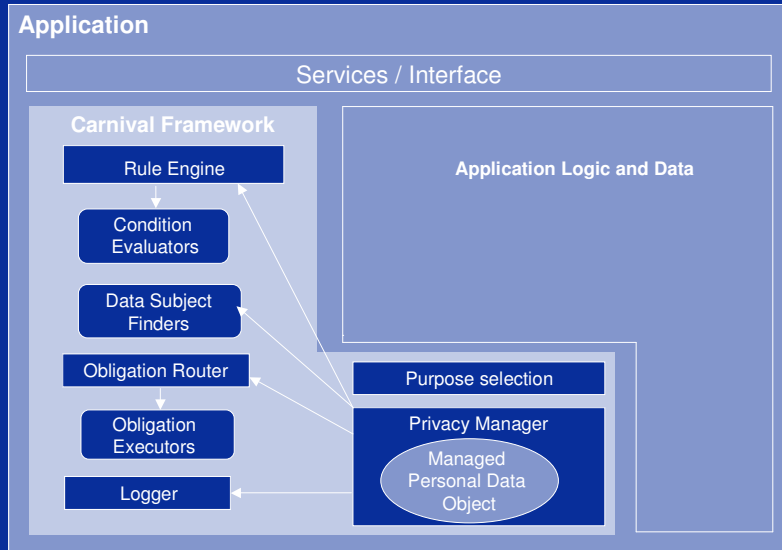 Application
Services / Interface
Carnival Framework
Rule Engine
Condition
Evaluators
Data Subject
Finders
Obligation Router
Obligation
Executors
Logger
Application Logic and Data
Purpose selection
Privacy Manager
Managed
Personal Data
Object